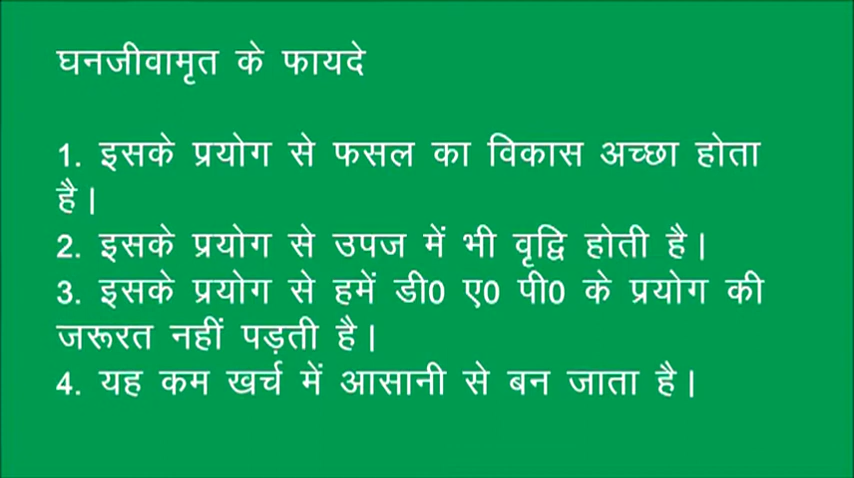 घनजीवामृत के फायदे
1. इसके प्रयोग से फसल का विकास अच्छा होता
है।
2. इसके प्रयोग से उपज में भी वृद्वि होती है।
3. इसके प्रयोग से हमें डी0 ए0 पी0 के प्रयोग की
जरूरत नहीं पड़ती है।
4. यह कम खर्च में आसानी से बन जाता है।